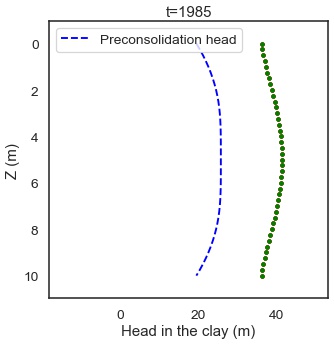 t=1985
Preconsolidation head
0
2
4
6
8
10
Z (m)
0
20
40
Head in the clay (m)